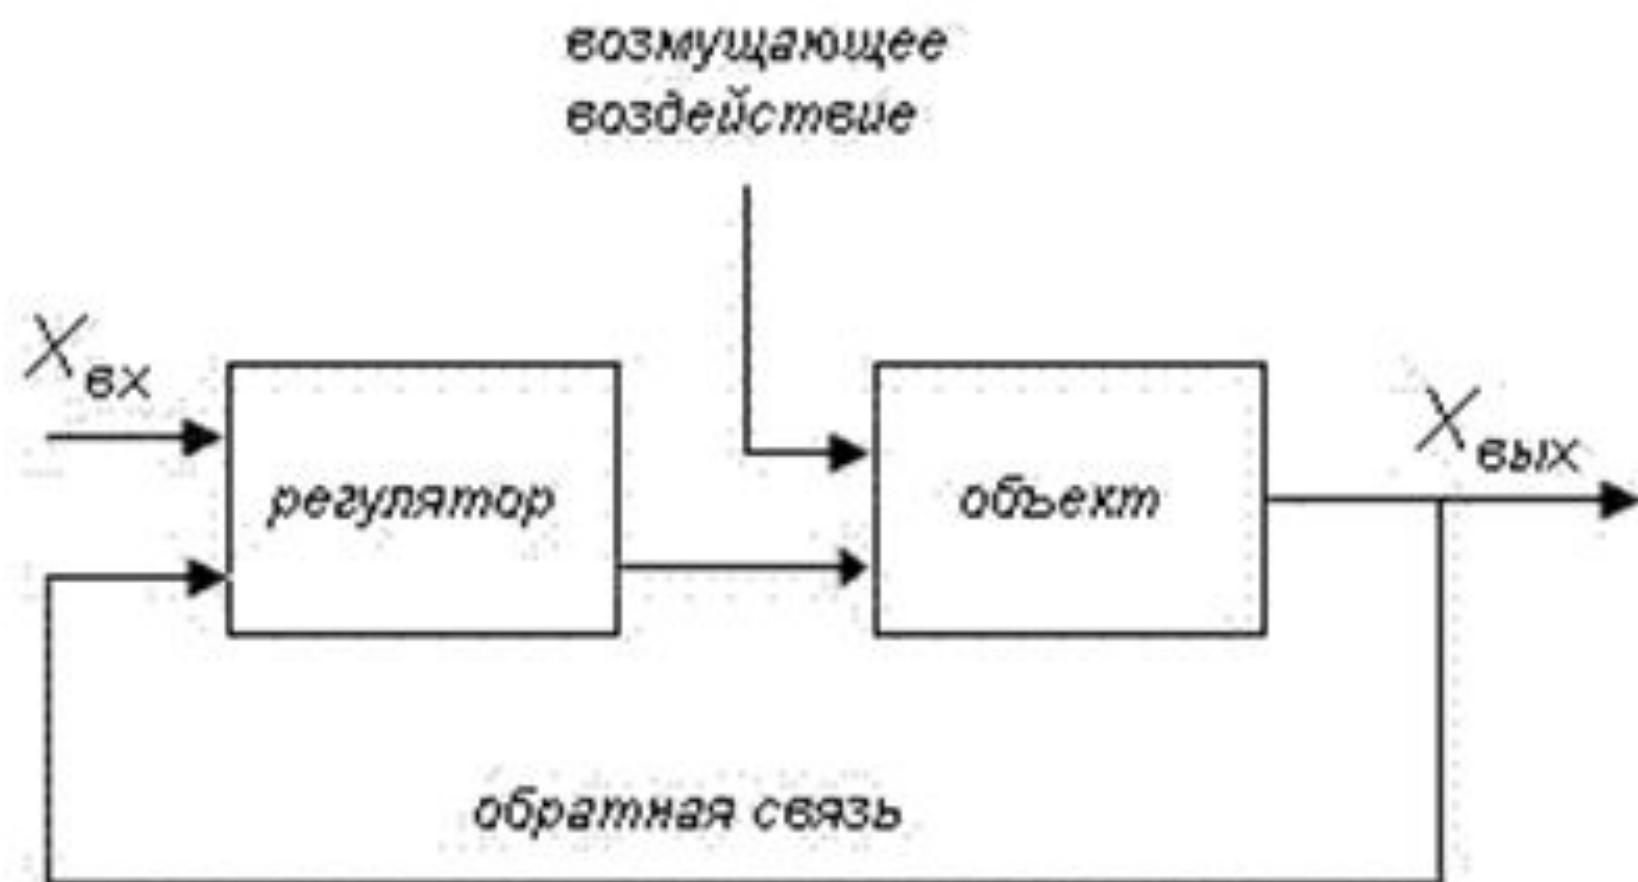 возмущающее
воздействие
Xвх
Xвых
регулятор
объект
обратная связь